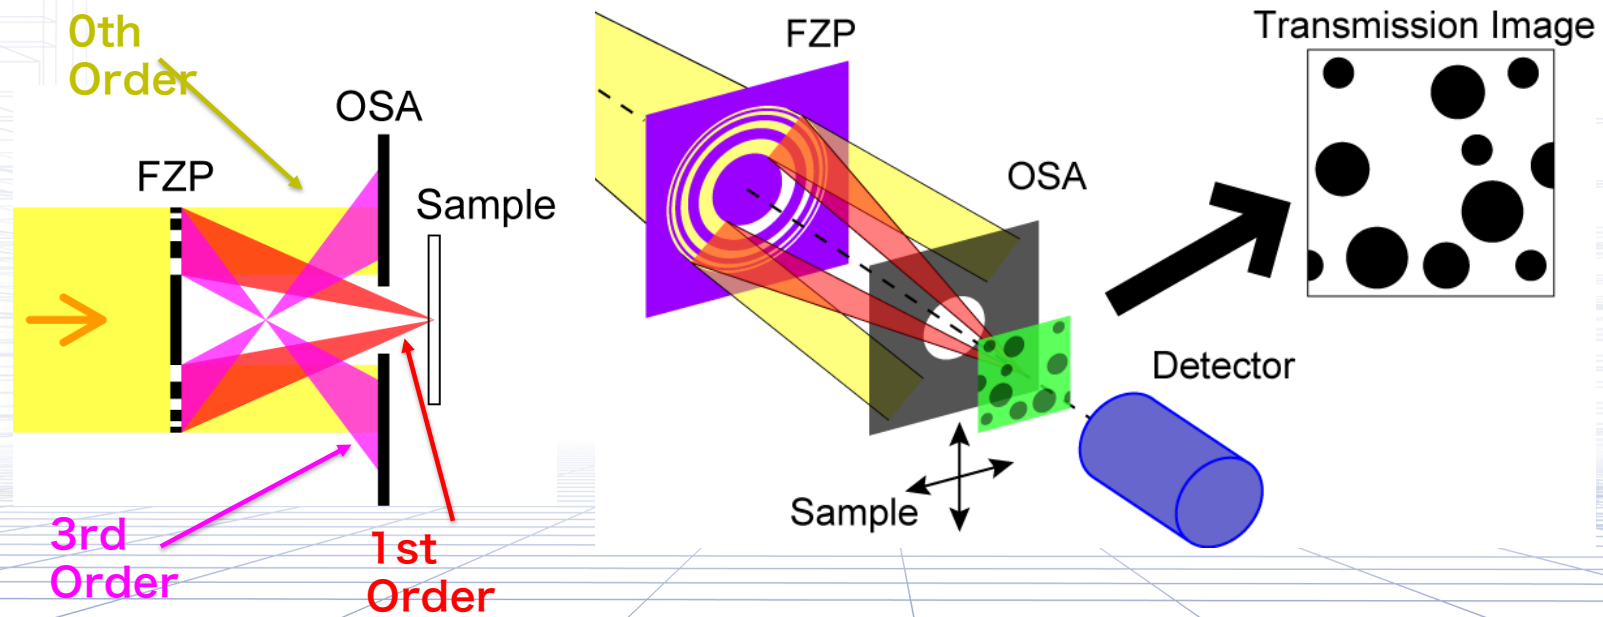 0th
Order
OSA
FZP
Sample
3rd
Order
1st
Order
FZP
OSA
Sample
Detector
Transmission Image